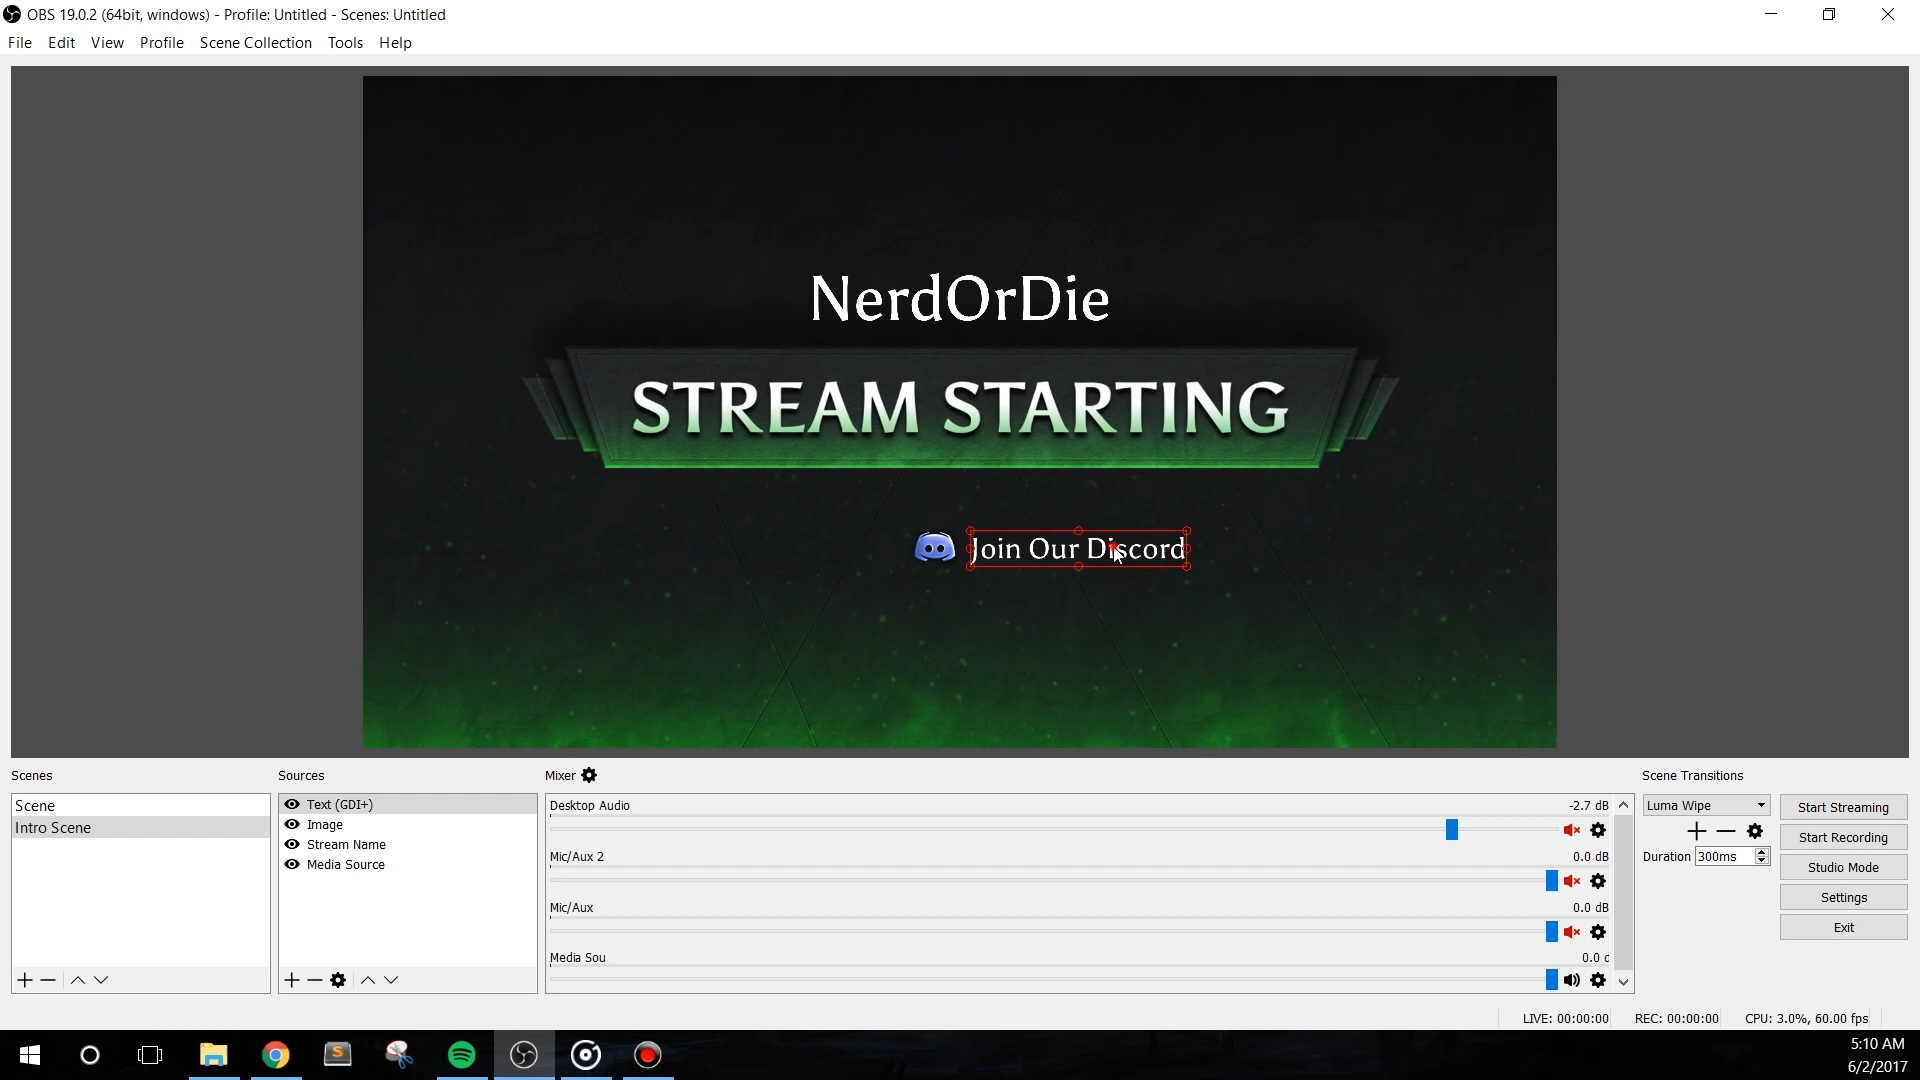 OBS 19.0.2 (64bit, windows) - Profile: Untitled - Scenes: Untitled
File Edit View Profile Scene Collection Tools Help
NerdOrDie
STREAM STARTING
Join Our Discord
Scenes
Scene
Intro Scene
Sources
Text (GDI+)
Image
Stream Name
Media Source
Mixer
Desktop Audio -2.7 dB
Mic/Aux 2 0.0 dB
Mic/Aux 0.0 dB
Media Sou 0.0 d
Scene Transitions
Luma Wipe
Duration 300ms
Start Streaming
Start Recording
Studio Mode
Settings
Exit
LIVE: 00:00:00 REC: 00:00:00 CPU: 3.0%, 60.00 fps
S
5:10 AM
6/2/2017